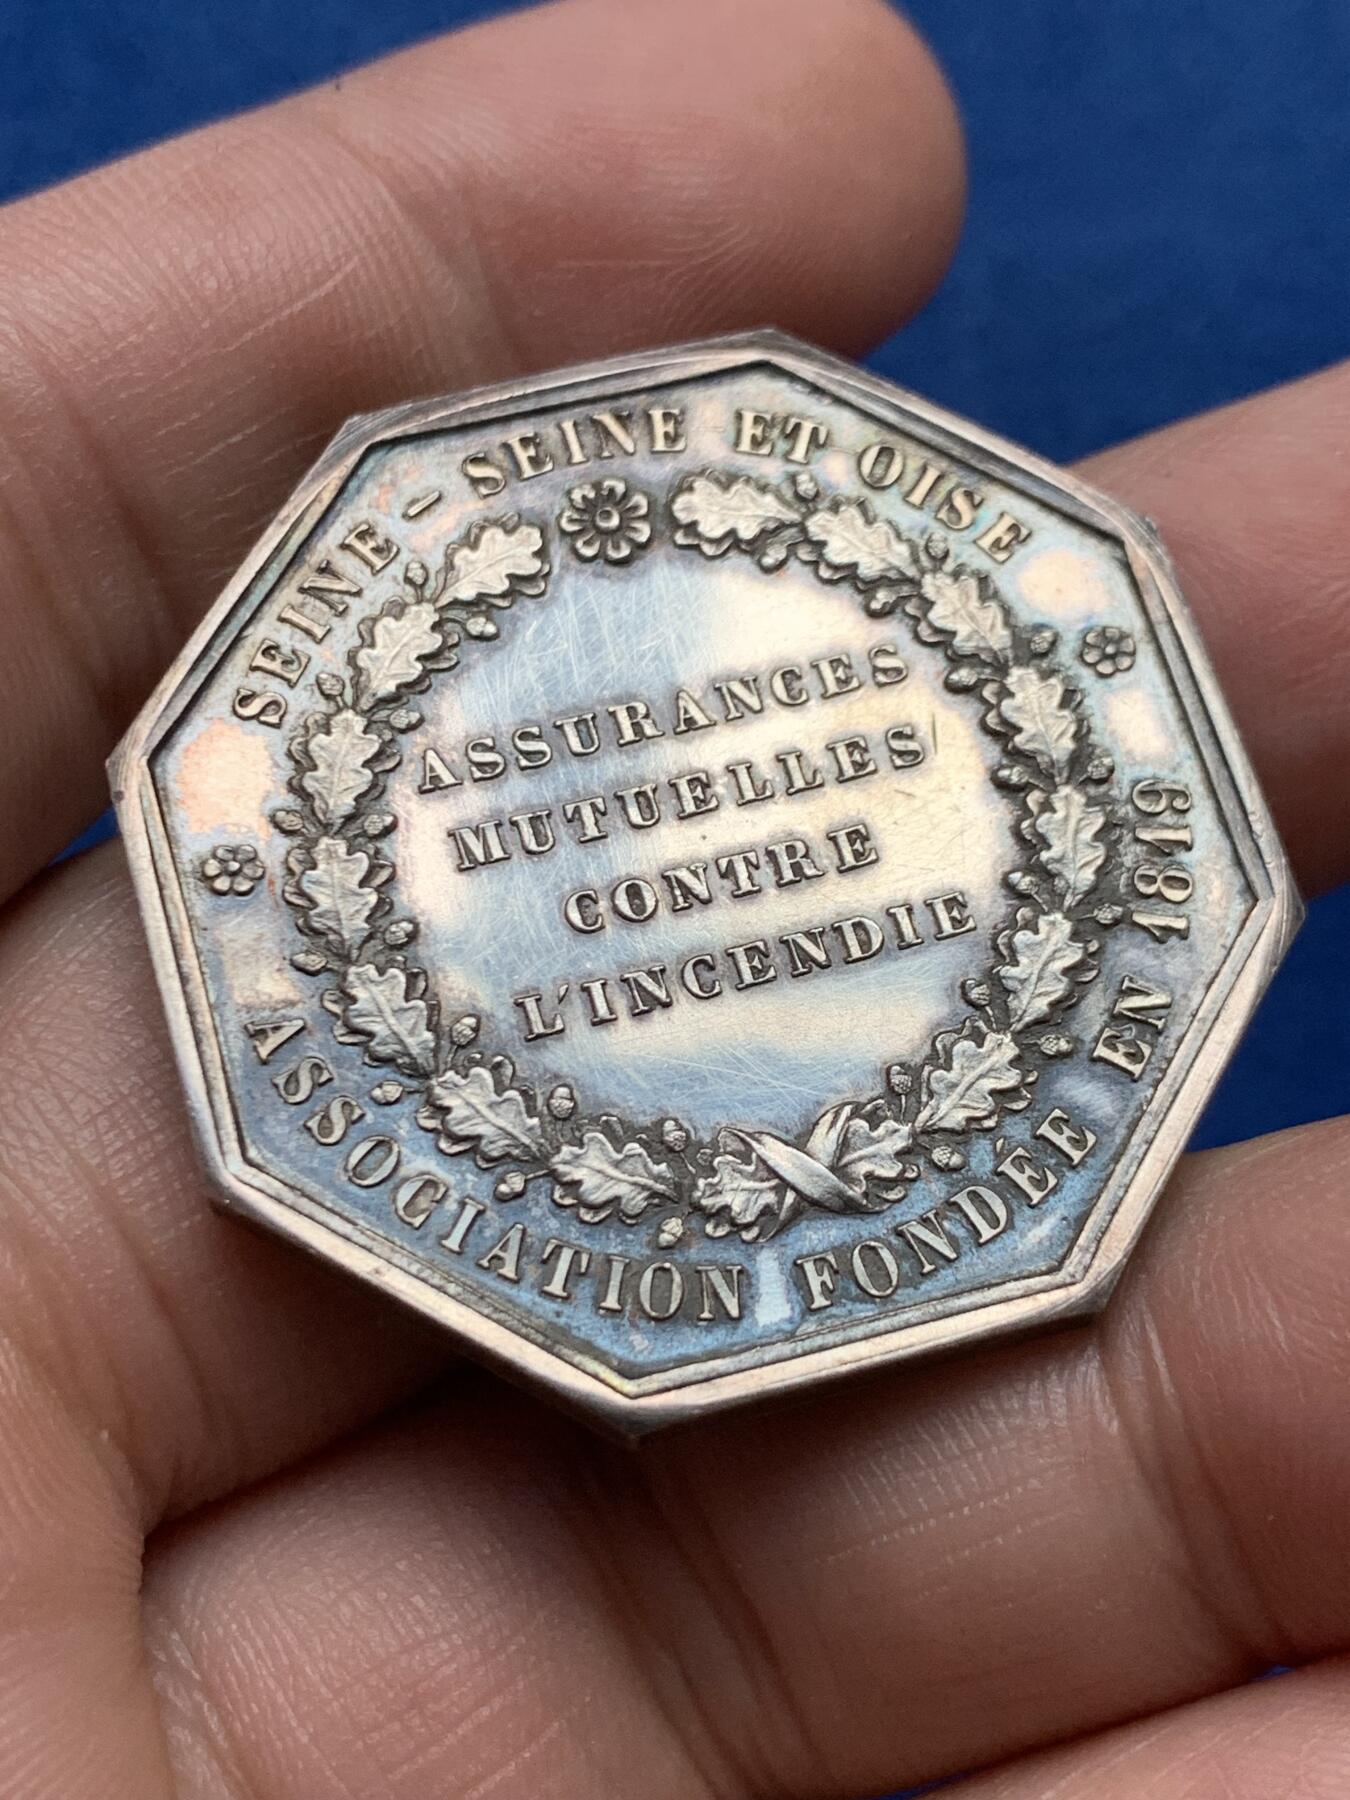 SEINE - SEINE ET OISE
ASSURANCES
MUTUELLES
CONTRE
L'INCENDIE
ASSOCIATION FONDÉE EN 1819